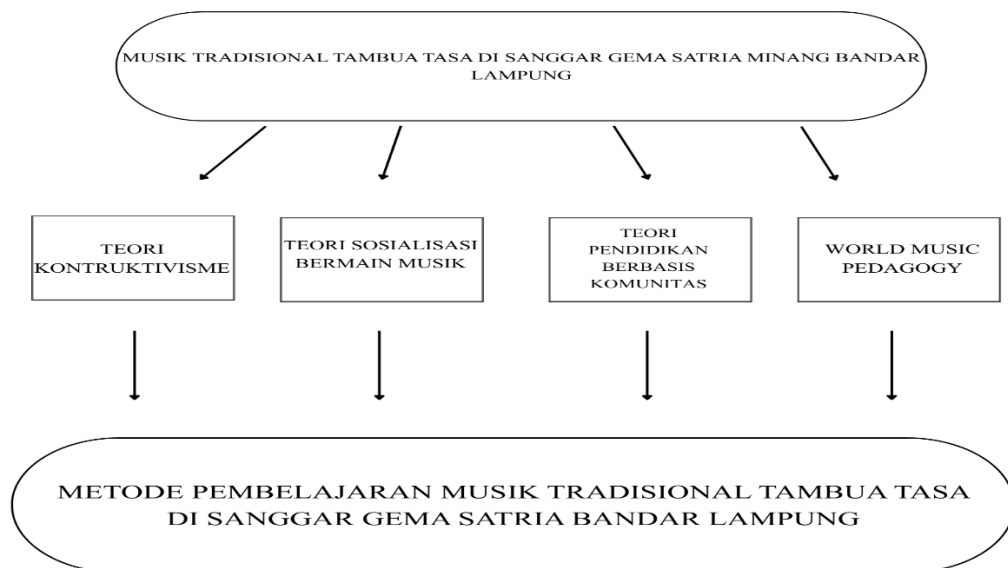 MUSIK TRADISIONAL TAMBUA TASA DI SANGGAR GEMA SATRIA MINANG BANDAR
LAMPUNG
TEORI
KONTRUKTIVISME
TEORI SOSIALISASI
BERMAIN MUSIK
TEORI
PENDIDIKAN
BERBASIS
KOMUNITAS
WORLD MUSIC
PEDAGOGY
METODE PEMBELAJARAN MUSIK TRADISIONAL TAMBUA TASA
DI SANGGAR GEMA SATRIA BANDAR LAMPUNG